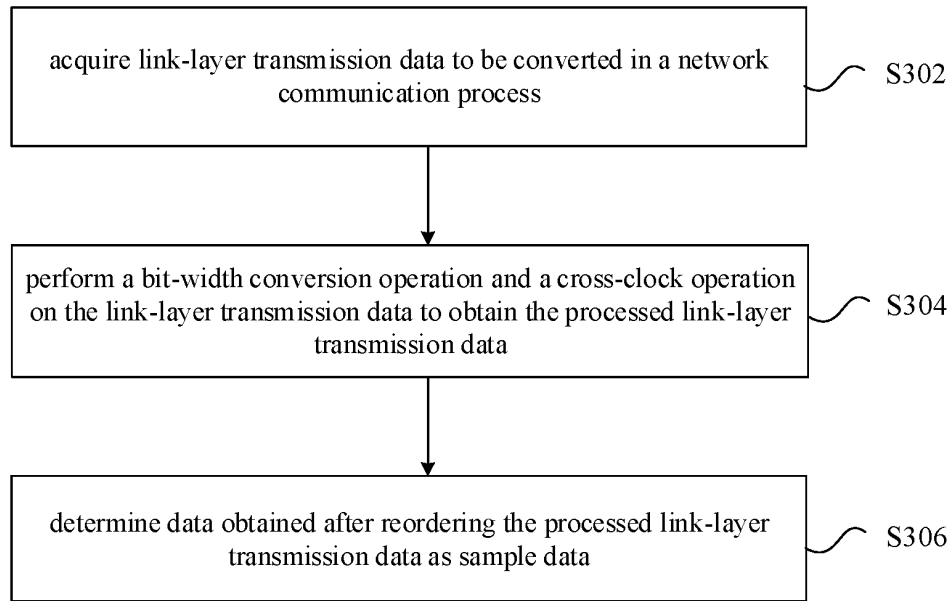 acquire link-layer transmission data to be converted in a network
communication process
S302
perform a bit-width conversion operation and a cross-clock operation
on the link-layer transmission data to obtain the processed link-layer
transmission data
S304
determine data obtained after reordering the processed link-layer
transmission data as sample data
S306